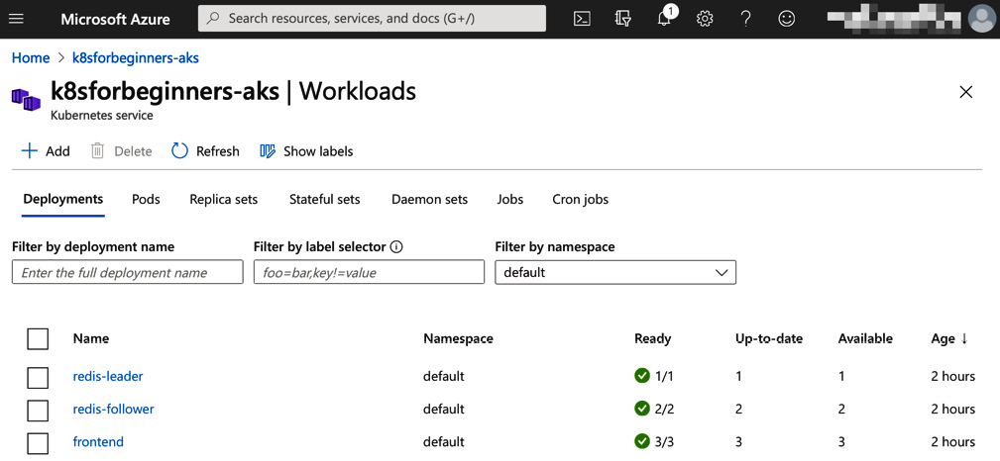 Microsoft Azure
Search resources, services, and docs (G+/)
1
Home > k8sforbeginners-aks
k8sforbeginners-aks | Workloads
Kubernetes service
Add Delete Refresh Show labels
Deployments Pods Replica sets Stateful sets Daemon sets Jobs Cron jobs
Filter by deployment name Filter by label selector Filter by namespace
Enter the full deployment name foo=bar,key!=value default
Name Namespace Ready Up-to-date Available Age ↓
redis-leader default 1/1 1 1 2 hours
redis-follower default 2/2 2 2 2 hours
frontend default 3/3 3 3 2 hours